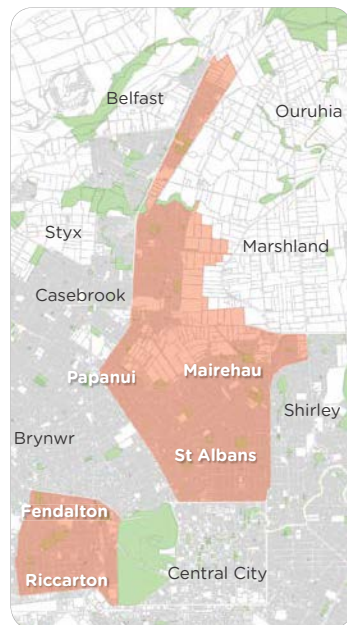 Belfast
Ouruhia
Styx
Marshland
Casebrook
Papanui
Mairehau
Shirley
Brynwr
St Albans
Fendalton
Central City
Riccarton